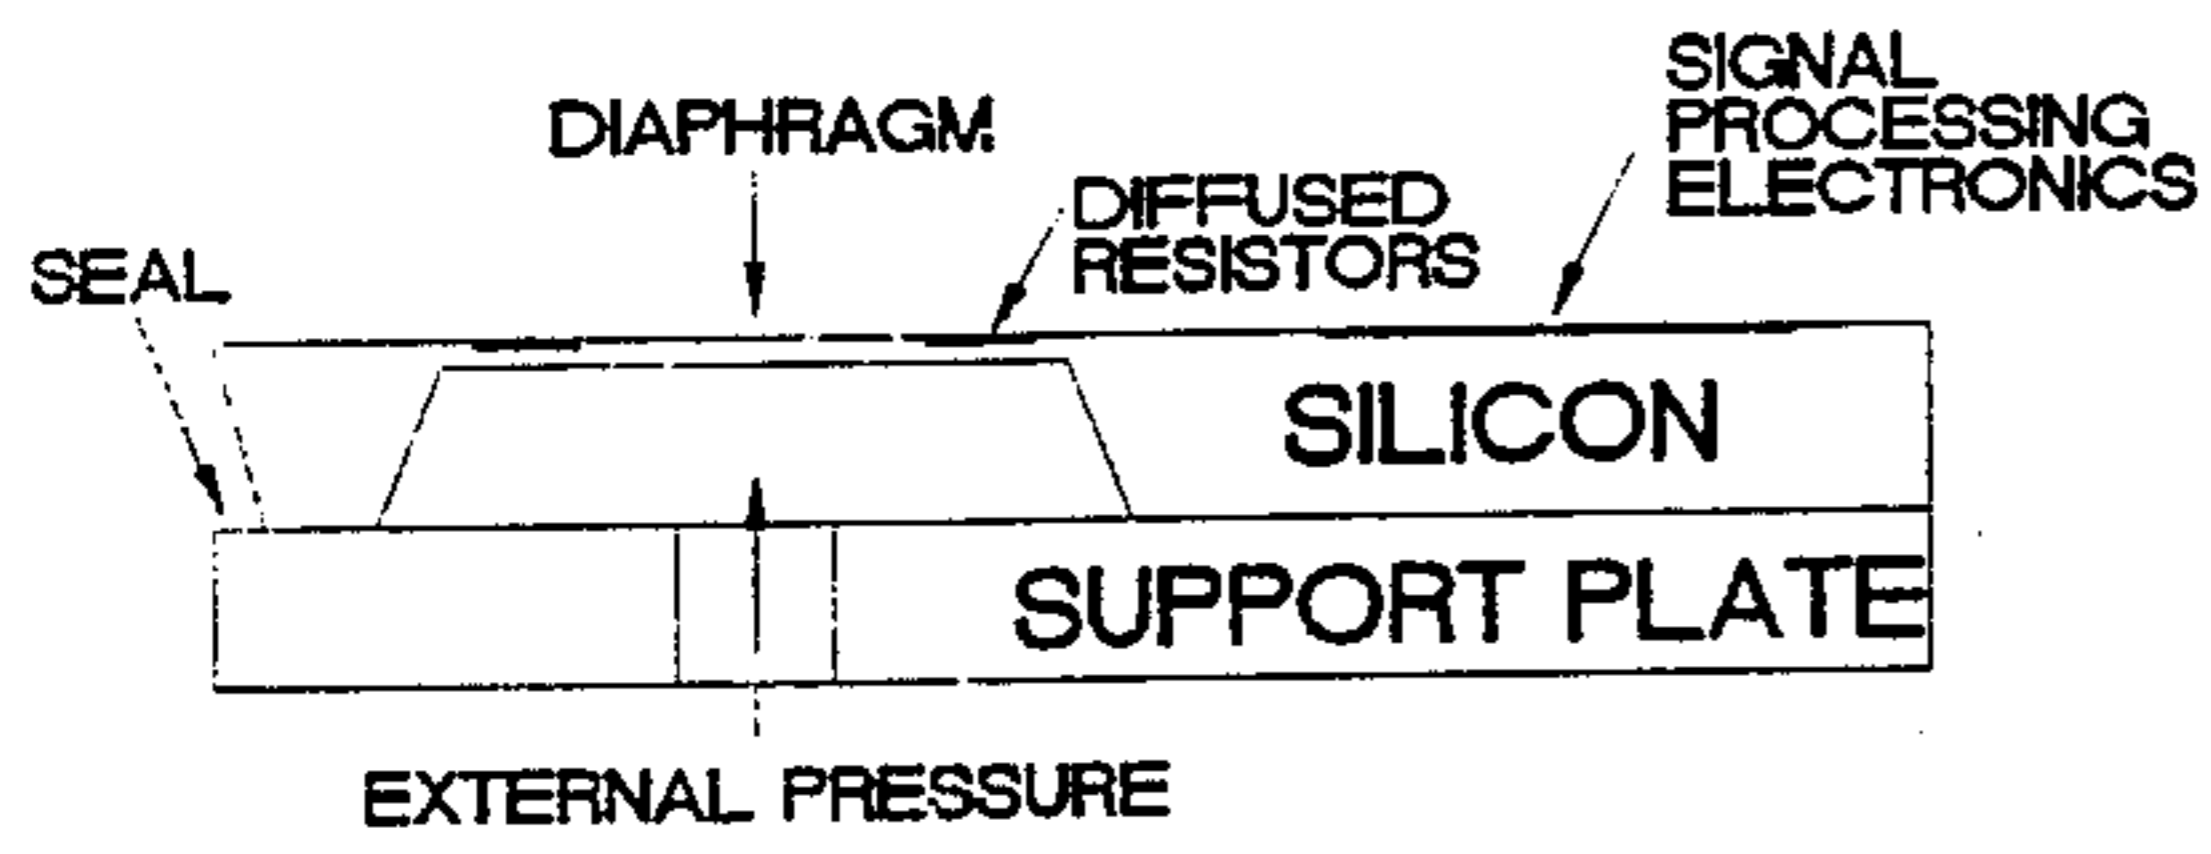 SIGNAL
PROCESSING
ELECTRONICS
DIAPHRAGM
DIFFUSED
RESISTORS
SEAL
SILICON
SUPPORT PLATE
EXTERNAL PRESSURE